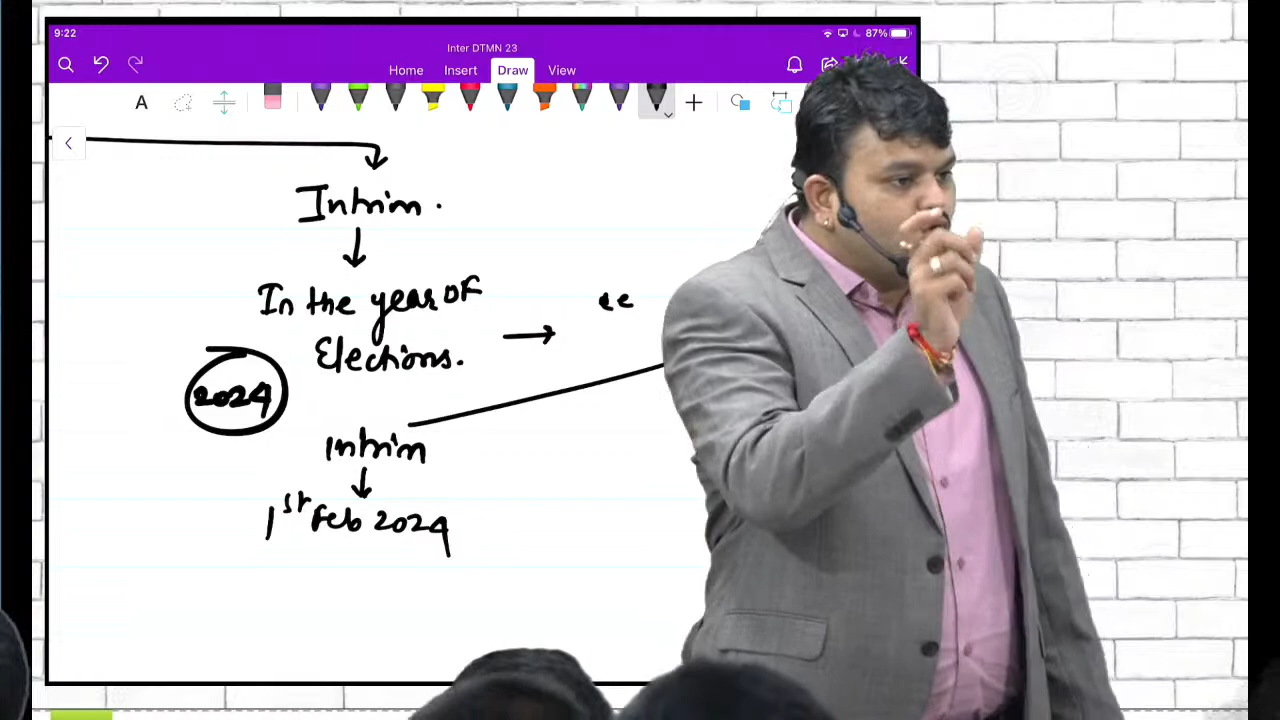 9:22
87%
Inter DTMN 23
Home Insert Draw View
A
Intrim.
In the year of
Elections.
2024
Intrim
1st Feb 2024